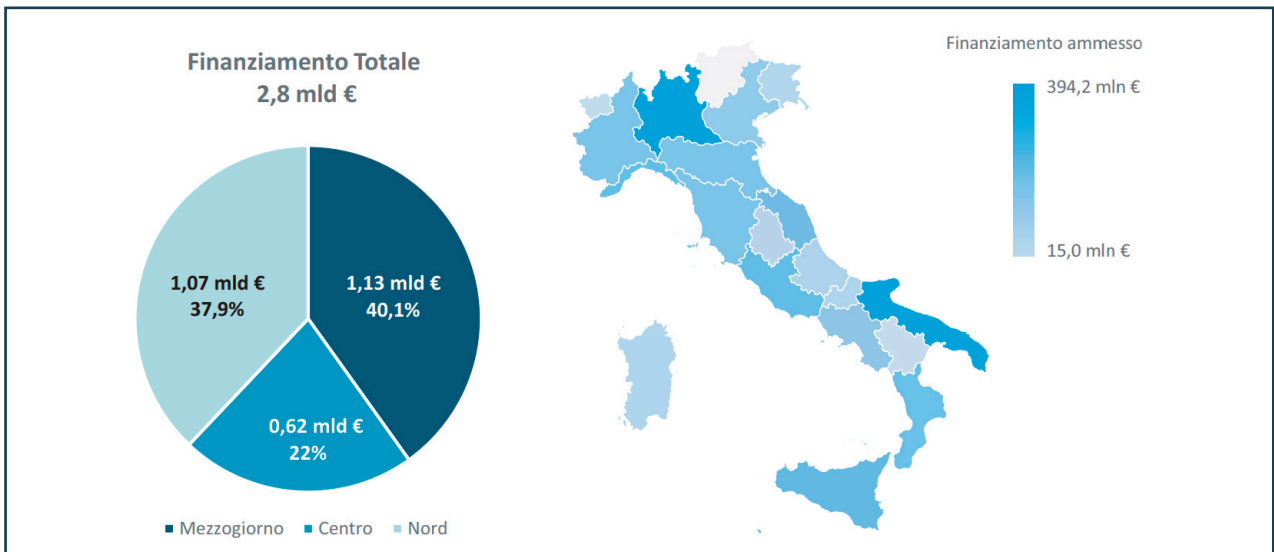 Finanziamento Totale
2,8 mld €
1,07 mld €
37,9%
1,13 mld €
40,1%
0,62 mld €
22%
Mezzogiorno Centro Nord
Finanziamento ammesso
394,2 mln €
15,0 mln €